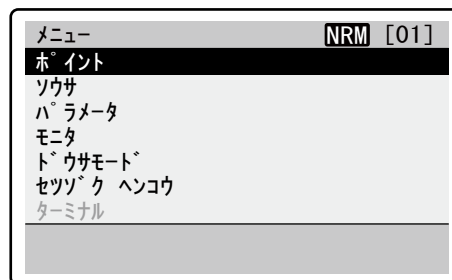 メニュー NRM [01]
ポイント
ソウサ
パラメータ
モニタ
ドウサモード
セツゾク ヘンコウ
ターミナル